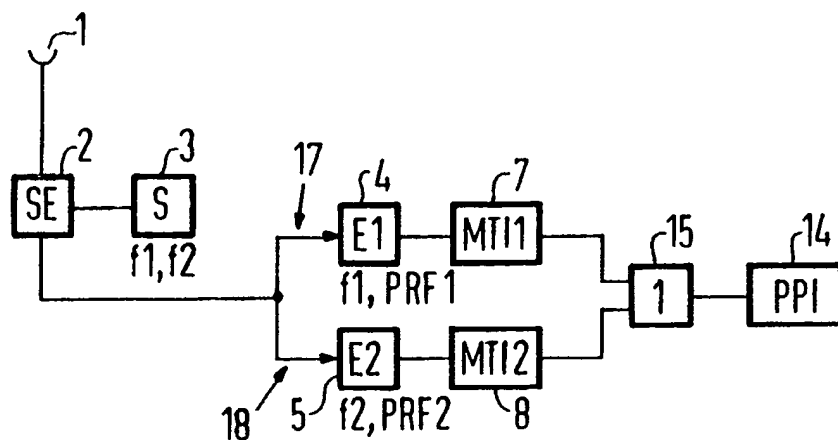 1
2
3
SE
S
f1, f2
17
4
7
E1
MTI1
f1, PRF1
15
14
1
PPI
E2
MTI2
18
5
f2, PRF2
8